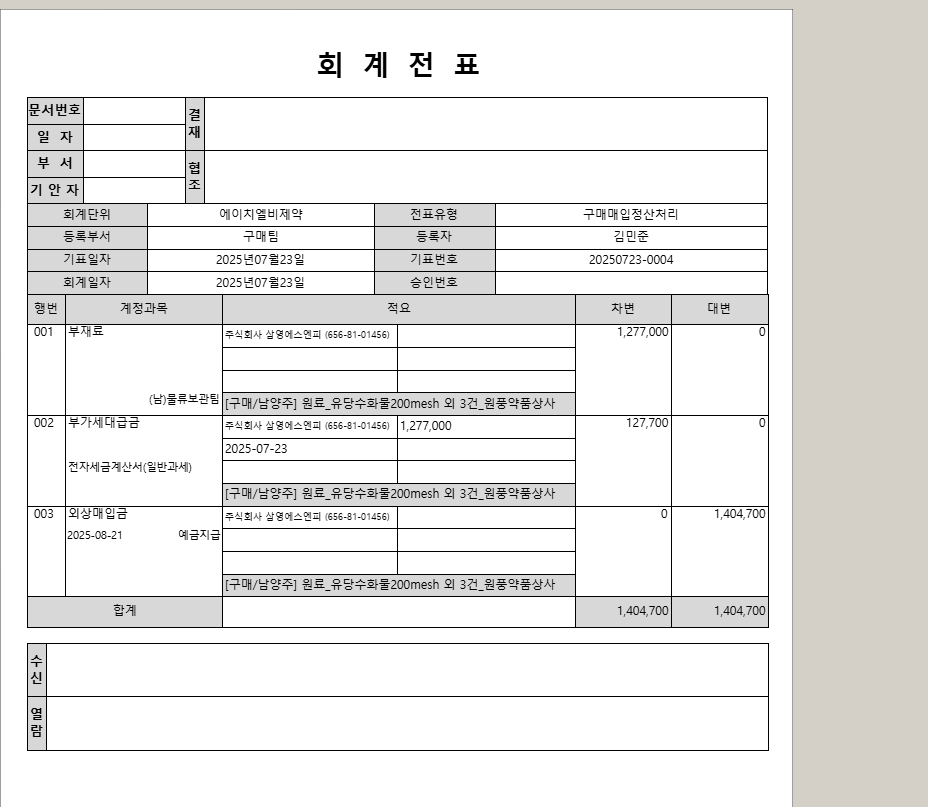 회 계 전 표
문서번호
결재
일 자
부 서
협조
기 안 자
회계단위 에이치엘비제약 전표유형 구매매입정산처리
등록부서 구매팀 등록자 김민준
기표일자 2025년07월23일 기표번호 20250723-0004
회계일자 2025년07월23일 승인번호
행번 계정과목 적요 차변 대변
001 부재료 주식회사 삼영에스엔피 (656-81-01456) 1,277,000 0
(남)물류보관팀
[구매/남양주] 원료_유당수화물200mesh 외 3건_원풍약품상사
002 부가세대급금 주식회사 삼영에스엔피 (656-81-01456) 1,277,000 127,700 0
2025-07-23
전자세금계산서(일반과세)
[구매/남양주] 원료_유당수화물200mesh 외 3건_원풍약품상사
003 외상매입금 주식회사 삼영에스엔피 (656-81-01456) 0 1,404,700
2025-08-21 예금지급
[구매/남양주] 원료_유당수화물200mesh 외 3건_원풍약품상사
합계 1,404,700 1,404,700
수신
열람